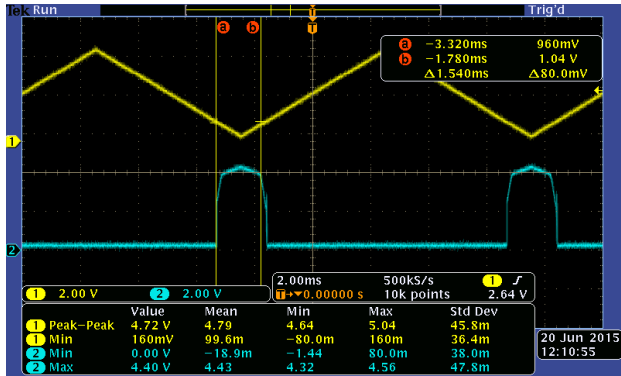 Tek Run Trig'd
a b T
a −3.320ms 960mV
b −1.780ms 1.04 V
Δ1.540ms Δ80.0mV
1
2
1 2.00 V 2 2.00 V
2.00ms 500kS/s 1
T→▼0.00000 s 10k points 2.64 V
Value Mean Min Max Std Dev
1 Peak−Peak 4.72 V 4.79 4.64 5.04 45.8m
1 Min 160mV 99.6m −80.0m 160m 36.4m
2 Min 0.00 V −18.9m −1.44 80.0m 38.0m
2 Max 4.40 V 4.43 4.32 4.56 47.8m
20 Jun 2015
12:10:55